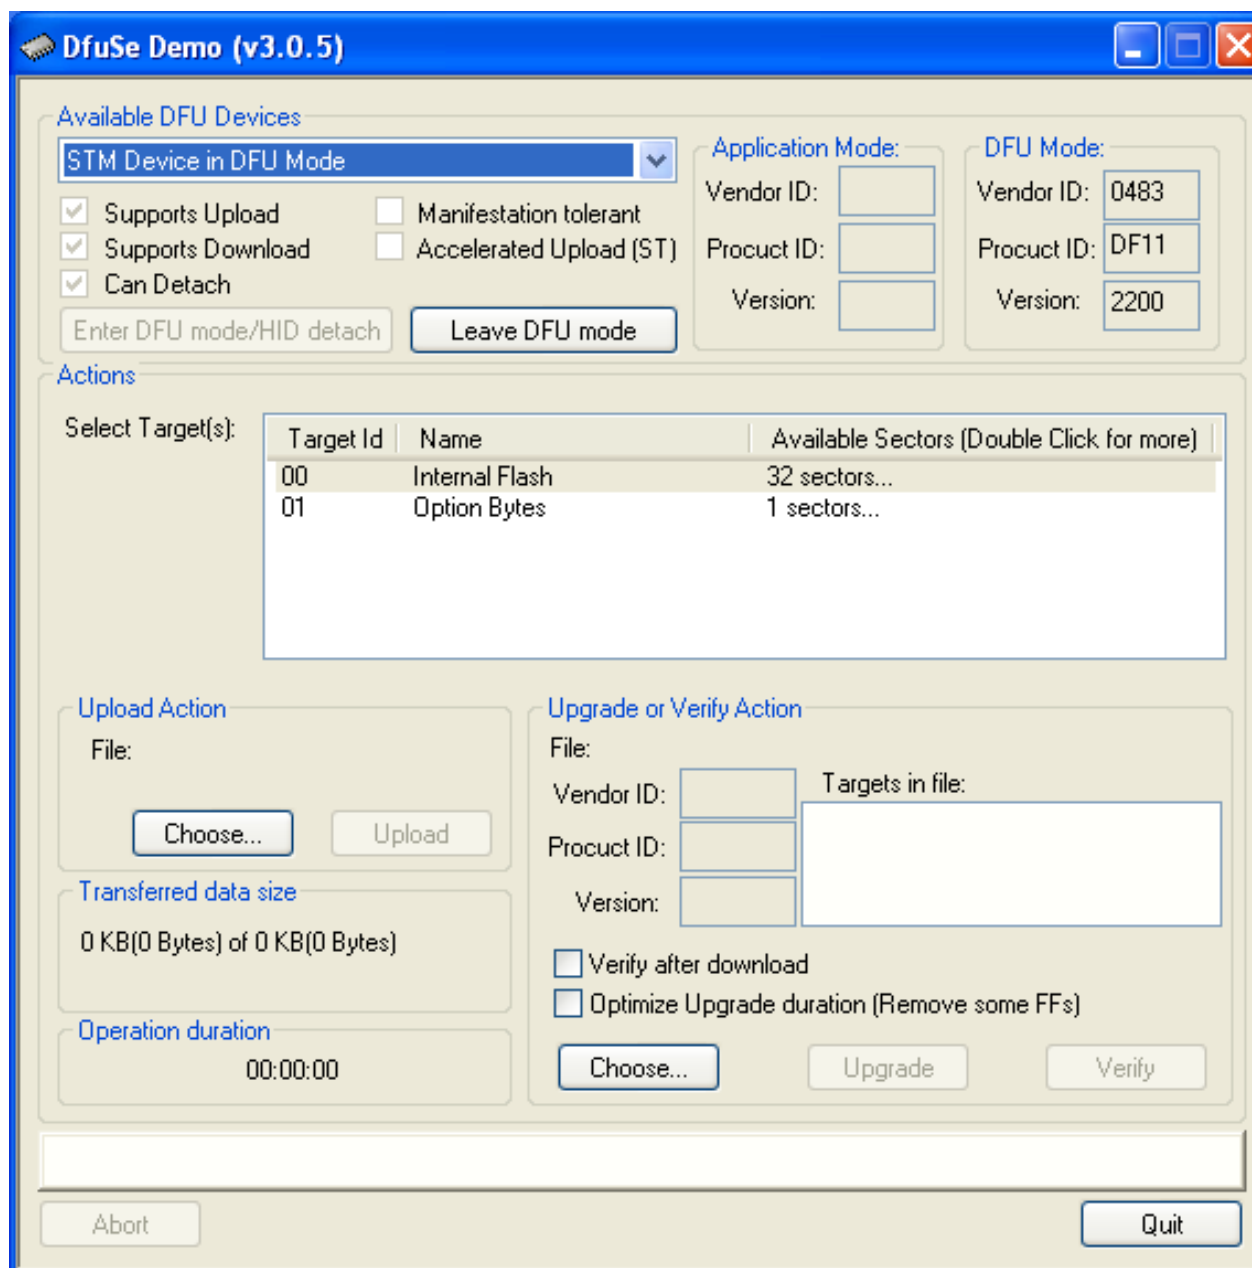 DfuSe Demo (v3.0.5)
Available DFU Devices
STM Device in DFU Mode
Supports Upload
Manifestation tolerant
Supports Download
Accelerated Upload (ST)
Can Detach
Enter DFU mode/HID detach
Leave DFU mode
Application Mode:
Vendor ID:
Procuct ID:
Version:
DFU Mode:
Vendor ID: 0483
Procuct ID: DF11
Version: 2200
Actions
Select Target(s):
Target Id Name Available Sectors (Double Click for more)
00 Internal Flash 32 sectors...
01 Option Bytes 1 sectors...
Upload Action
File:
Choose... Upload
Transferred data size
0 KB(0 Bytes) of 0 KB(0 Bytes)
Operation duration
00:00:00
Upgrade or Verify Action
File:
Vendor ID:
Procuct ID:
Version:
Targets in file:
Verify after download
Optimize Upgrade duration (Remove some FFs)
Choose... Upgrade Verify
Abort Quit